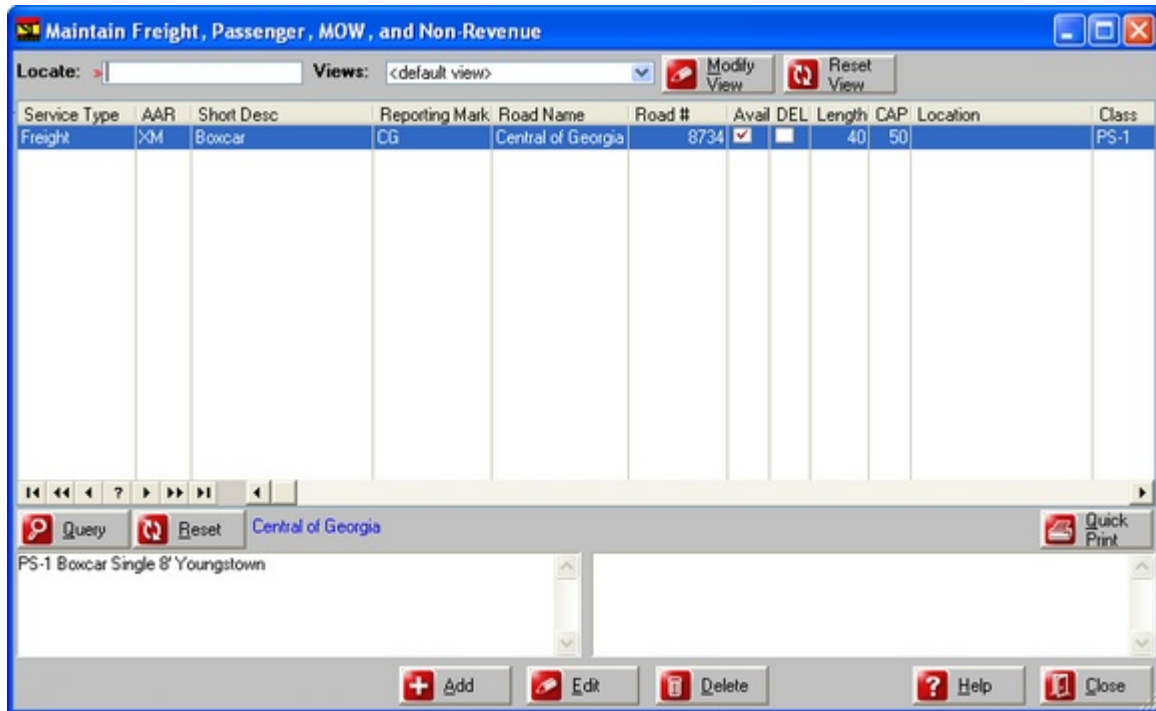 Maintain Freight, Passenger, MOW, and Non-Revenue
Locate: Views: <default view> Modify View Reset View
Service Type AAR Short Desc Reporting Mark Road Name Road # Avail DEL Length CAP Location Class
Freight XM Boxcar CG Central of Georgia 8734 40 50 PS-1
?
Query Reset Central of Georgia Quick Print
PS-1 Boxcar Single 8' Youngstown
Add Edit Delete ? Help Close